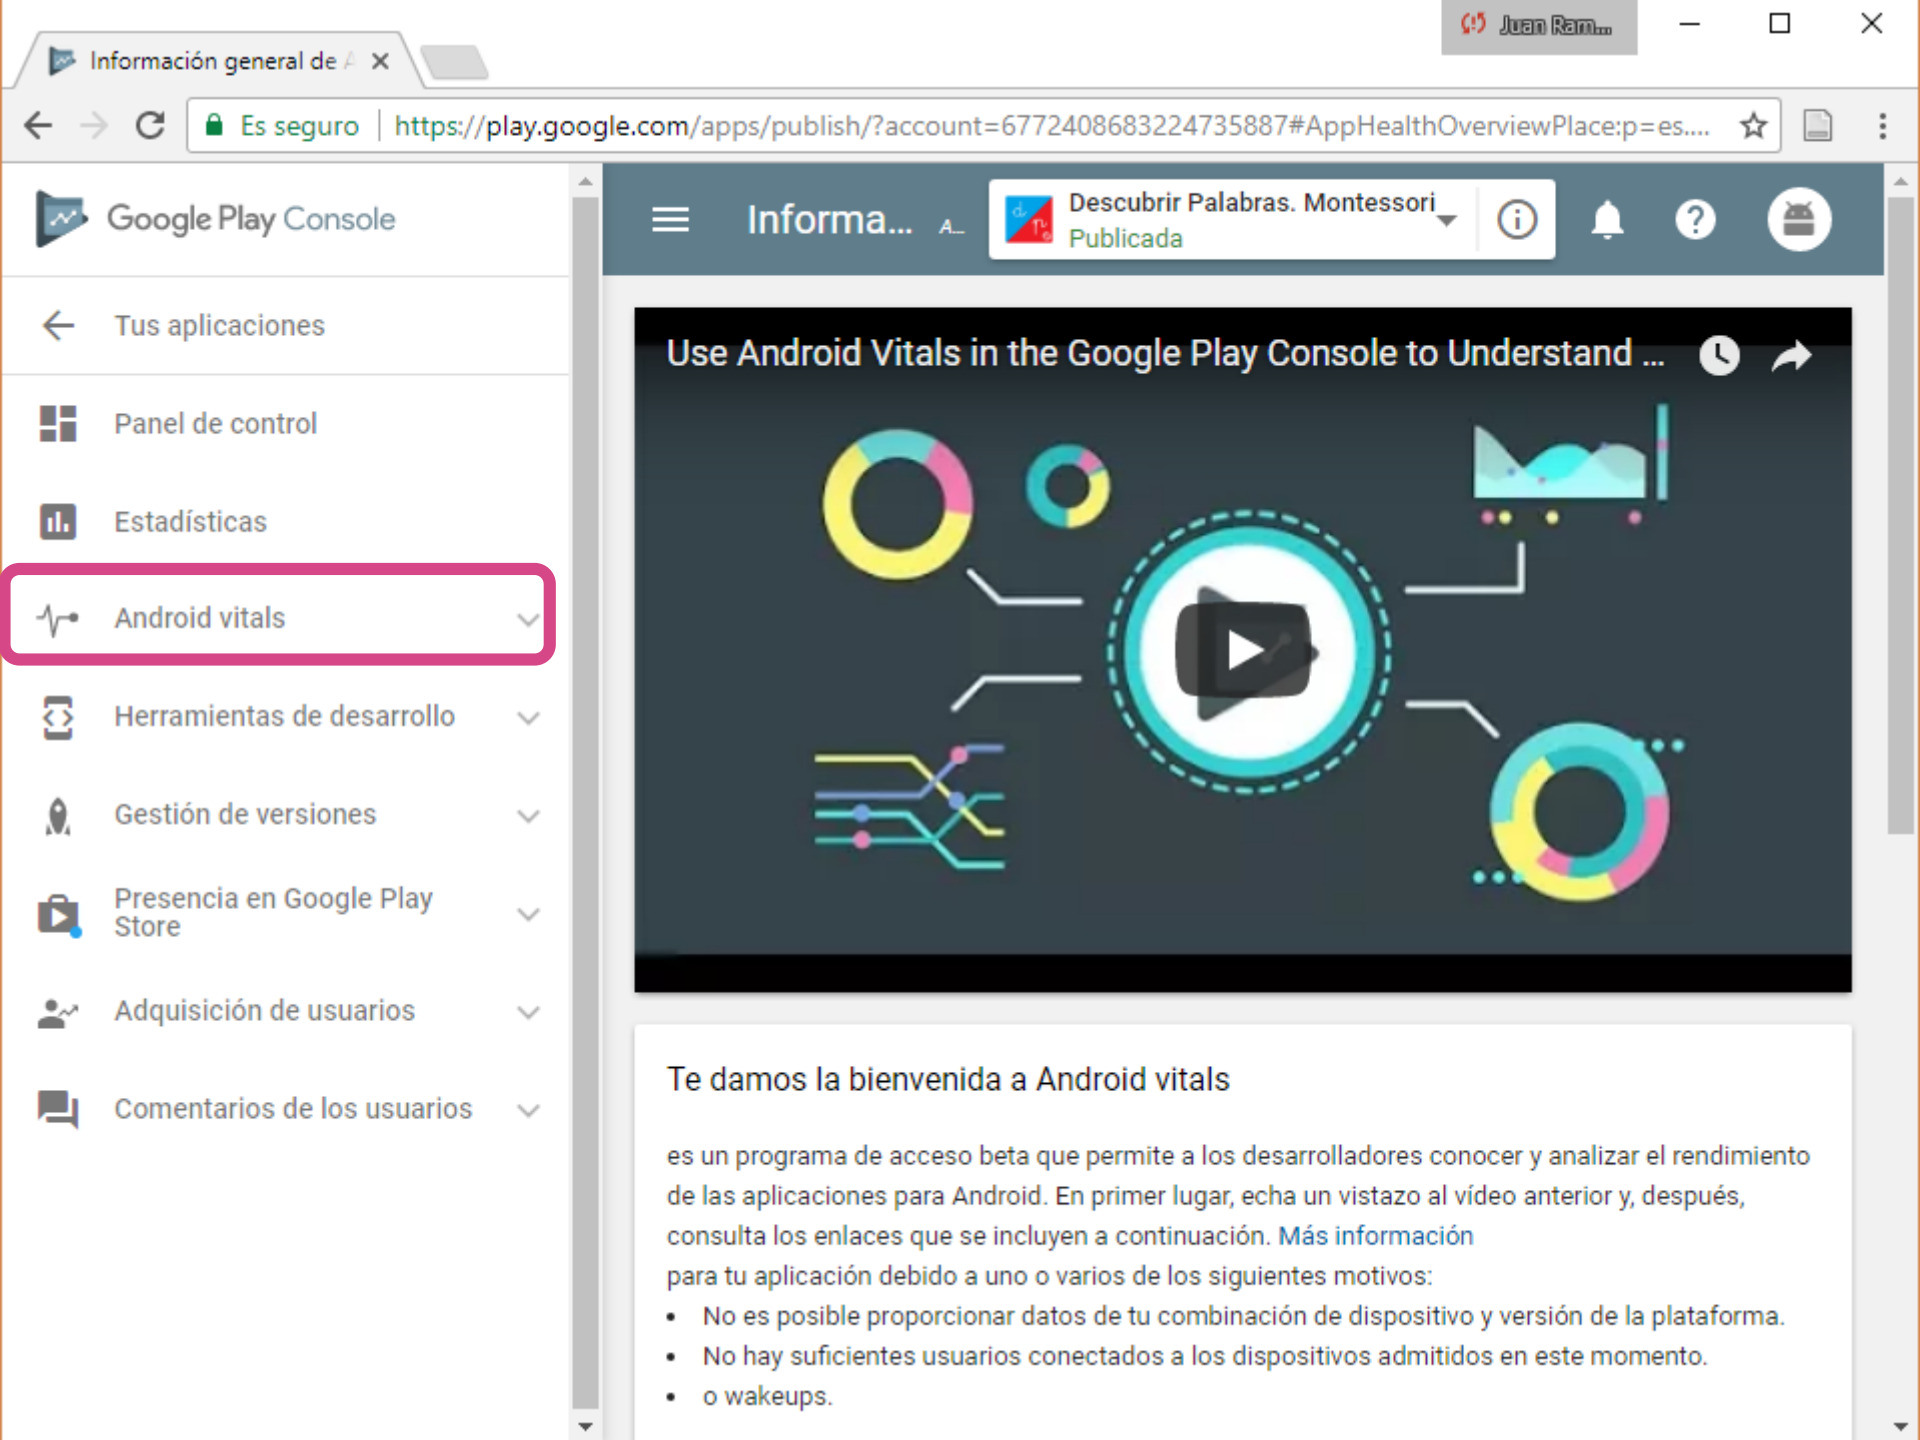 Juan Ram...
Información general de A
Es seguro
https://play.google.com/apps/publish/?account=6772408683224735887#AppHealthOverviewPlace:p=es....
Google Play Console
Informa...
A...
Descubrir Palabras. Montessori
Publicada
Tus aplicaciones
Panel de control
Estadísticas
Android vitals
Herramientas de desarrollo
Gestión de versiones
Presencia en Google Play
Store
Adquisición de usuarios
Comentarios de los usuarios
Use Android Vitals in the Google Play Console to Understand ...
Te damos la bienvenida a Android vitals
es un programa de acceso beta que permite a los desarrolladores conocer y analizar el rendimiento
de las aplicaciones para Android. En primer lugar, echa un vistazo al vídeo anterior y, después,
consulta los enlaces que se incluyen a continuación. Más información
para tu aplicación debido a uno o varios de los siguientes motivos:
• No es posible proporcionar datos de tu combinación de dispositivo y versión de la plataforma.
• No hay suficientes usuarios conectados a los dispositivos admitidos en este momento.
• o wakeups.